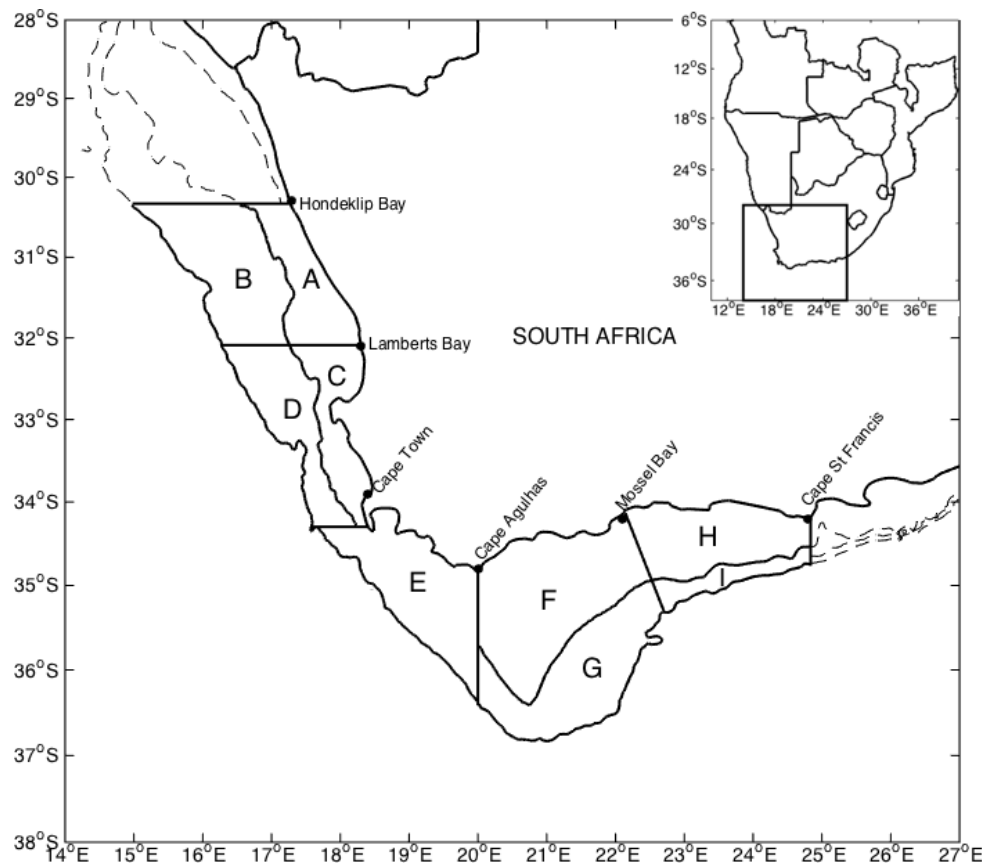 28°S
29°S
30°S
31°S
32°S
33°S
34°S
35°S
36°S
37°S
38°S
14°E 15°E 16°E 17°E 18°E 19°E 20°E 21°E 22°E 23°E 24°E 25°E 26°E 27°E
6°S
12°S
18°S
24°S
30°S
36°S
12°E 18°E 24°E 30°E 36°E
Hondeklip Bay
B A
SOUTH AFRICA
Lamberts Bay
C
D
Cape Town
Cape Agulhas
Mossel Bay
Cape St Francis
H
E
F
I
G